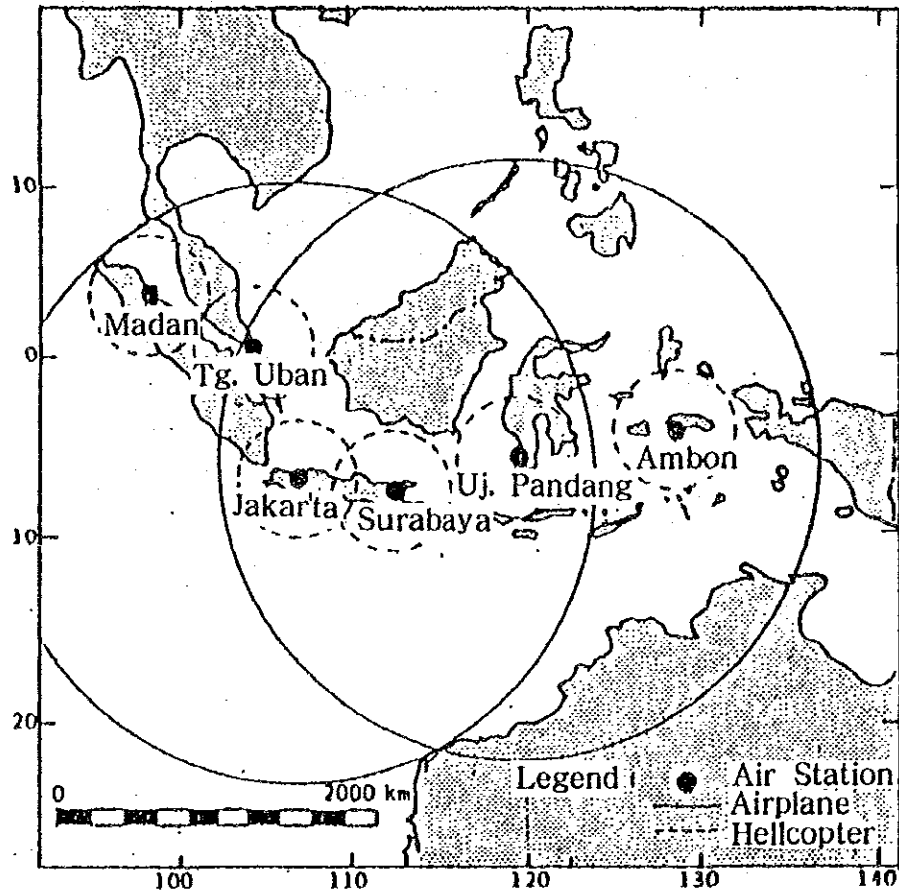 10
0
10
20
Madan
Tg. Uban
Jakarta
Surabaya
Uj. Pandang
Ambon
0 2000 km
Legend
Air Station
Airplane
Hellcopter
100 110 120 130 140